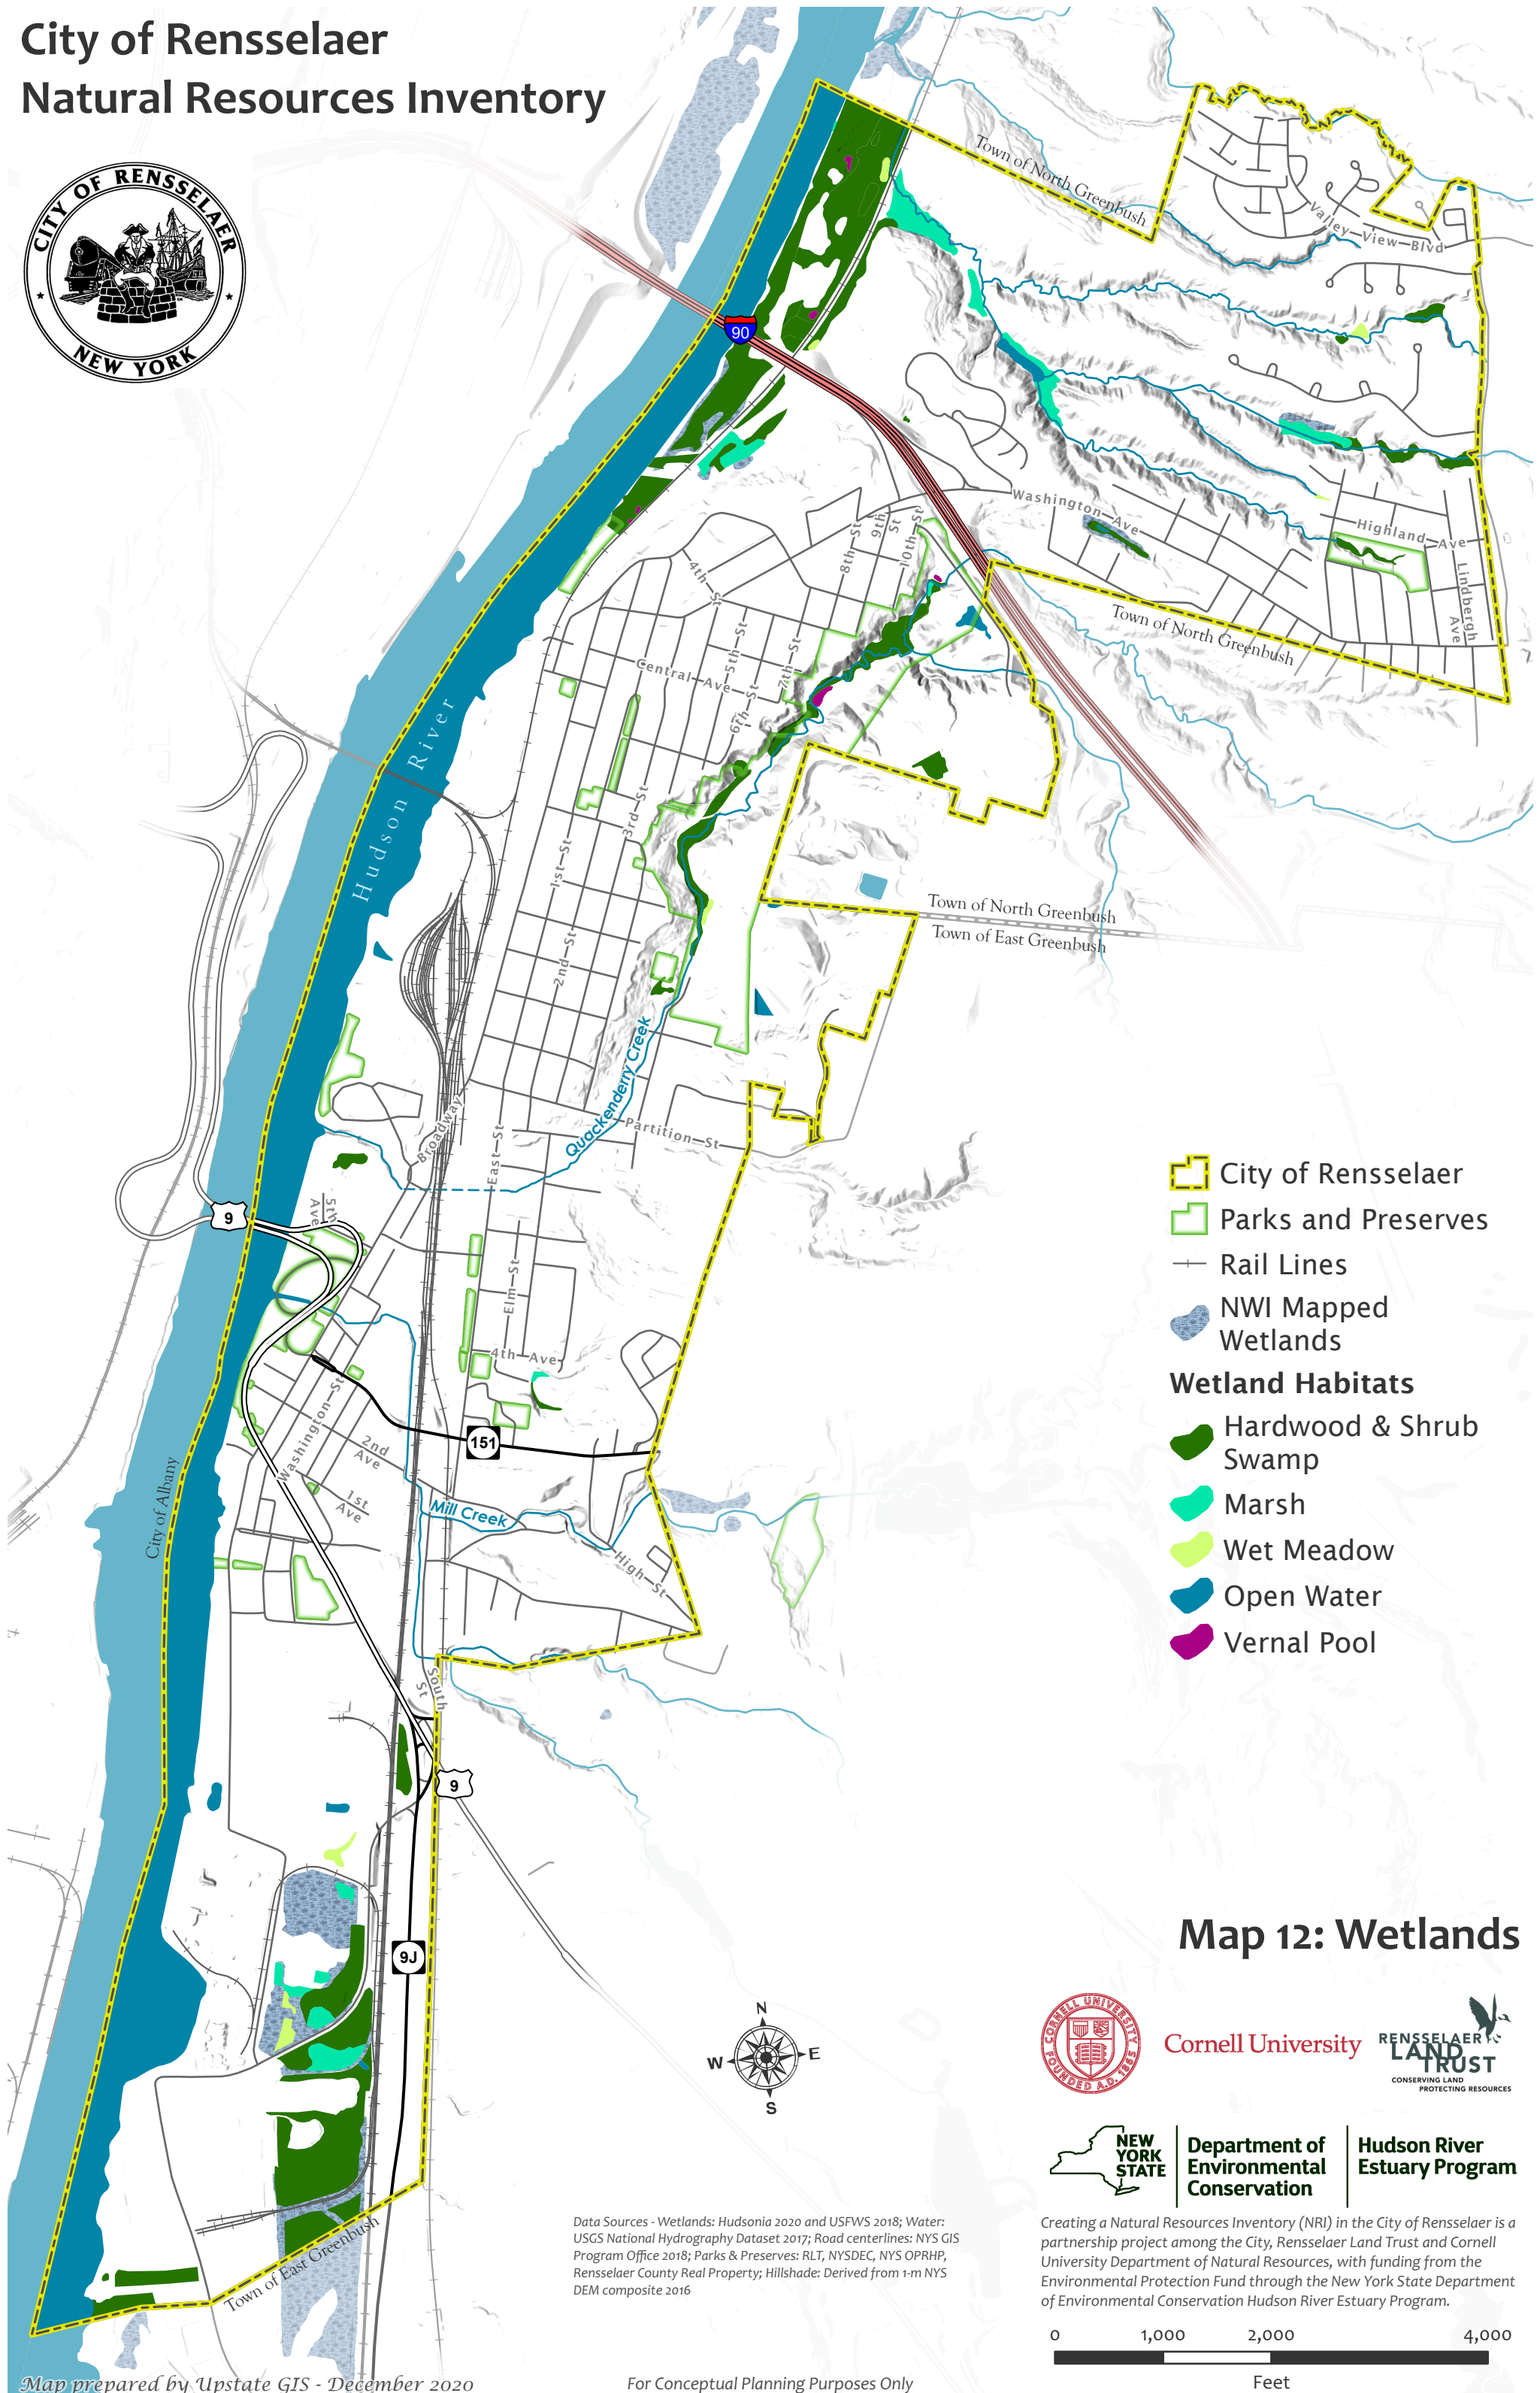 City of Rensselaer
Natural Resources Inventory
CITY OF RENSSELAER
NEW YORK
Town of North Greenbush
Valley View Blvd
90
Washington Ave
Highland Ave
Lindbergh
Ave
Town of North Greenbush
4th St
8th St
9th
St
10th St
Central Ave
5th St
6th St
7th St
Hudson River
3rd St
1st St
2nd St
Town of North Greenbush
Town of East Greenbush
Quackenderry Creek
Broadway
Partition St
East St
9
5th
Ave
Elm St
4th Ave
151
Washington St
2nd
Ave
1st
Ave
City of Albany
Mill Creek
High St
South
St
9
9J
Town of East Greenbush
City of Rensselaer
Parks and Preserves
Rail Lines
NWI Mapped
Wetlands
Wetland Habitats
Hardwood & Shrub
Swamp
Marsh
Wet Meadow
Open Water
Vernal Pool
Map 12: Wetlands
N
W
E
S
CORNELL UNIVERSITY
FOUNDED A.D. 1865
Cornell University
RENSSELAER
LAND
TRUST
CONSERVING LAND
PROTECTING RESOURCES
NEW
YORK
STATE
Department of
Environmental
Conservation
Hudson River
Estuary Program
Data Sources - Wetlands: Hudsonia 2020 and USFWS 2018; Water:
USGS National Hydrography Dataset 2017; Road centerlines: NYS GIS
Program Office 2018; Parks & Preserves: RLT, NYSDEC, NYS OPRHP,
Rensselaer County Real Property; Hillshade: Derived from 1-m NYS
DEM composite 2016
Creating a Natural Resources Inventory (NRI) in the City of Rensselaer is a
partnership project among the City, Rensselaer Land Trust and Cornell
University Department of Natural Resources, with funding from the
Environmental Protection Fund through the New York State Department
of Environmental Conservation Hudson River Estuary Program.
0 1,000 2,000 4,000
Feet
Map prepared by Upstate GIS - December 2020
For Conceptual Planning Purposes Only